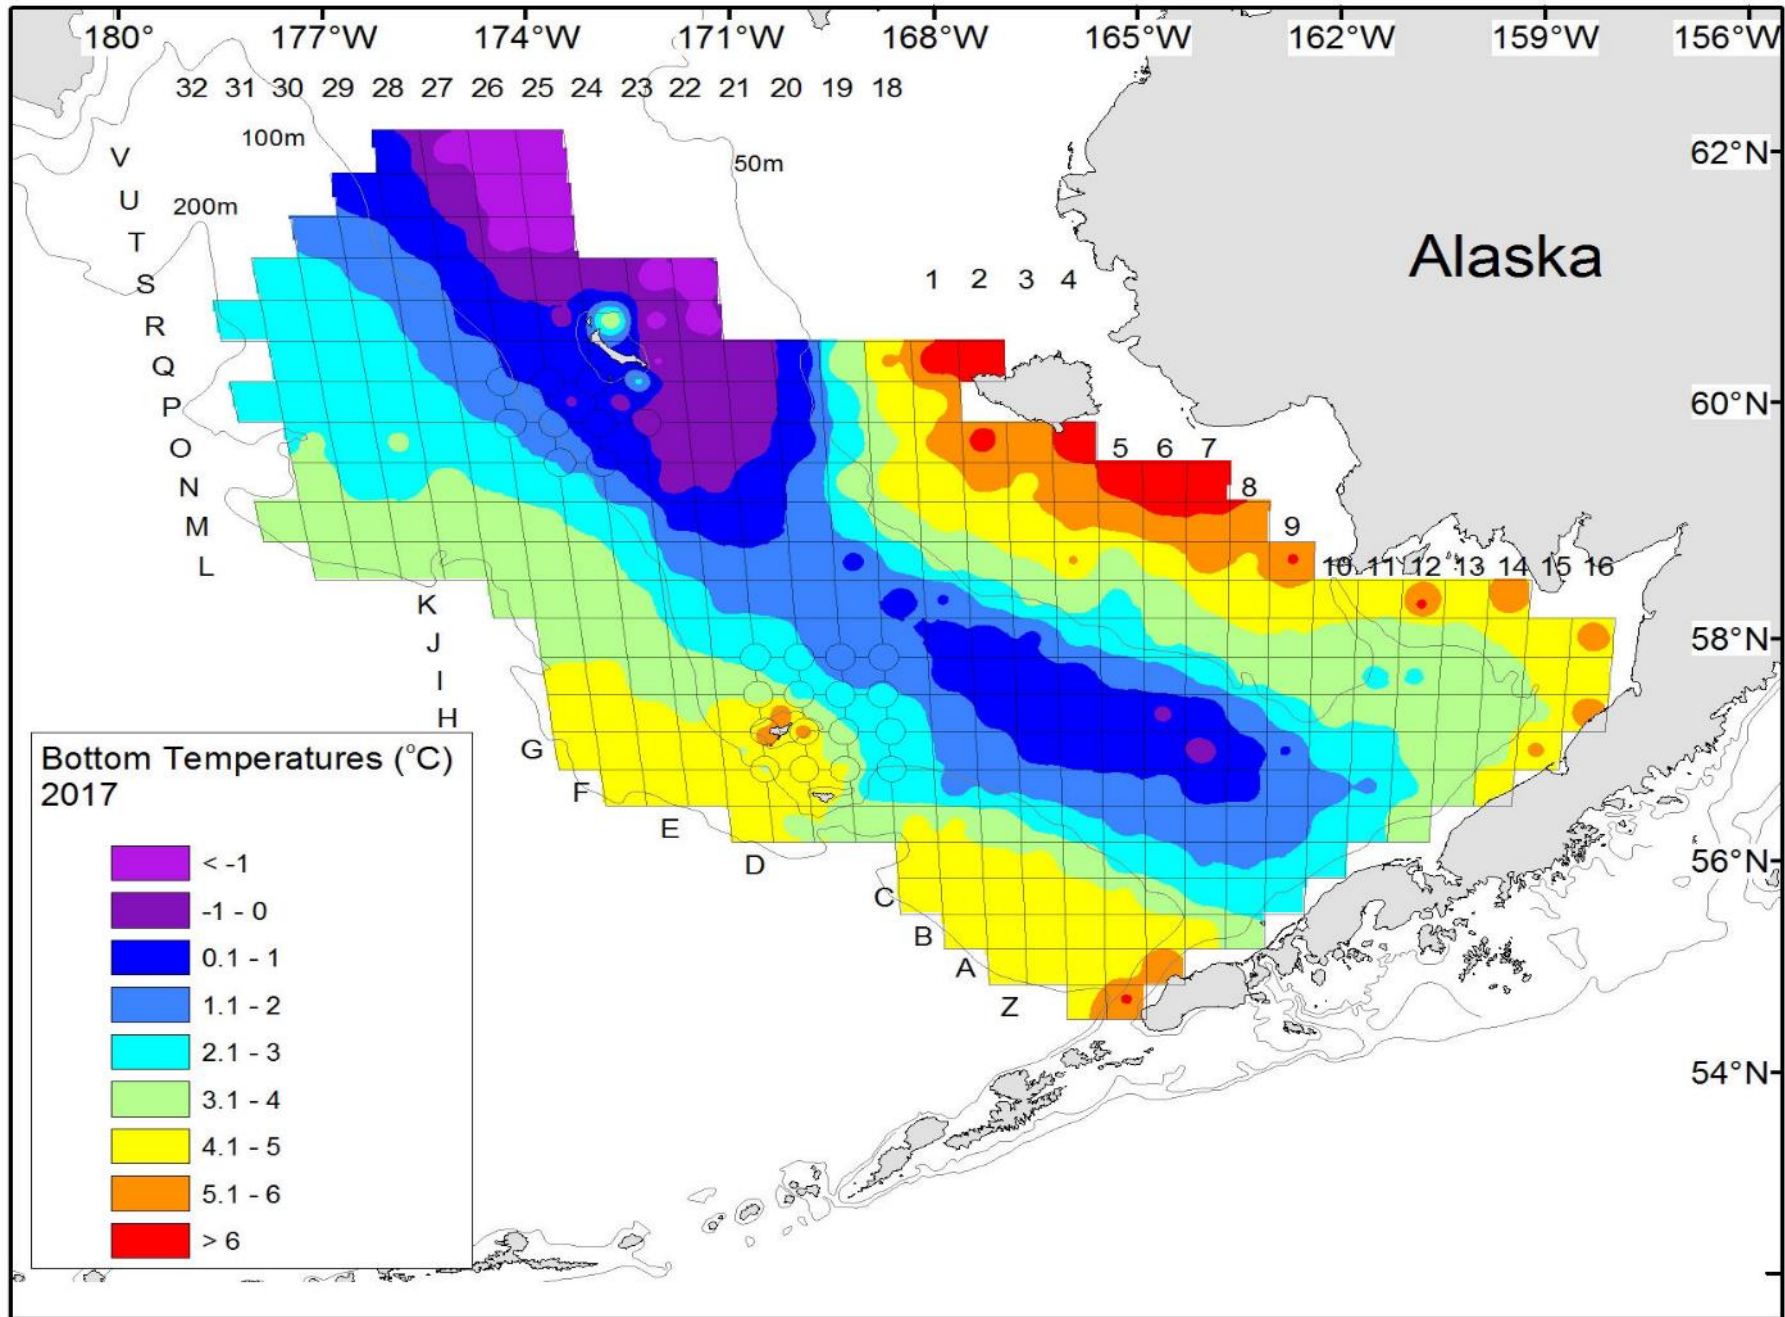 180° 177°W 174°W 171°W 168°W 165°W 162°W 159°W 156°W
32 31 30 29 28 27 26 25 24 23 22 21 20 19 18
100m
50m
62°N
V
U
200m
T
Alaska
S
1 2 3 4
R
Q
P
60°N
O
5 6 7
N
8
M
9
L
10 11 12 13 14 15 16
K
J
58°N
I
H
G
F
E
D
56°N
C
B
A
Z
54°N
Bottom Temperatures (°C)
2017
< -1
-1 - 0
0.1 - 1
1.1 - 2
2.1 - 3
3.1 - 4
4.1 - 5
5.1 - 6
> 6